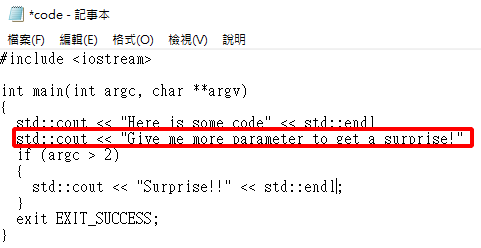 *code - 記事本
檔案(F) 編輯(E) 格式(O) 檢視(V) 說明
#include <iostream>
int main(int argc, char **argv)
{
std::cout << "Here is some code" << std::endl
std::cout << "Give me more parameter to get a surprise!"
if (argc > 2)
{
std::cout << "Surprise!!" << std::endl;
}
exit EXIT_SUCCESS;
}